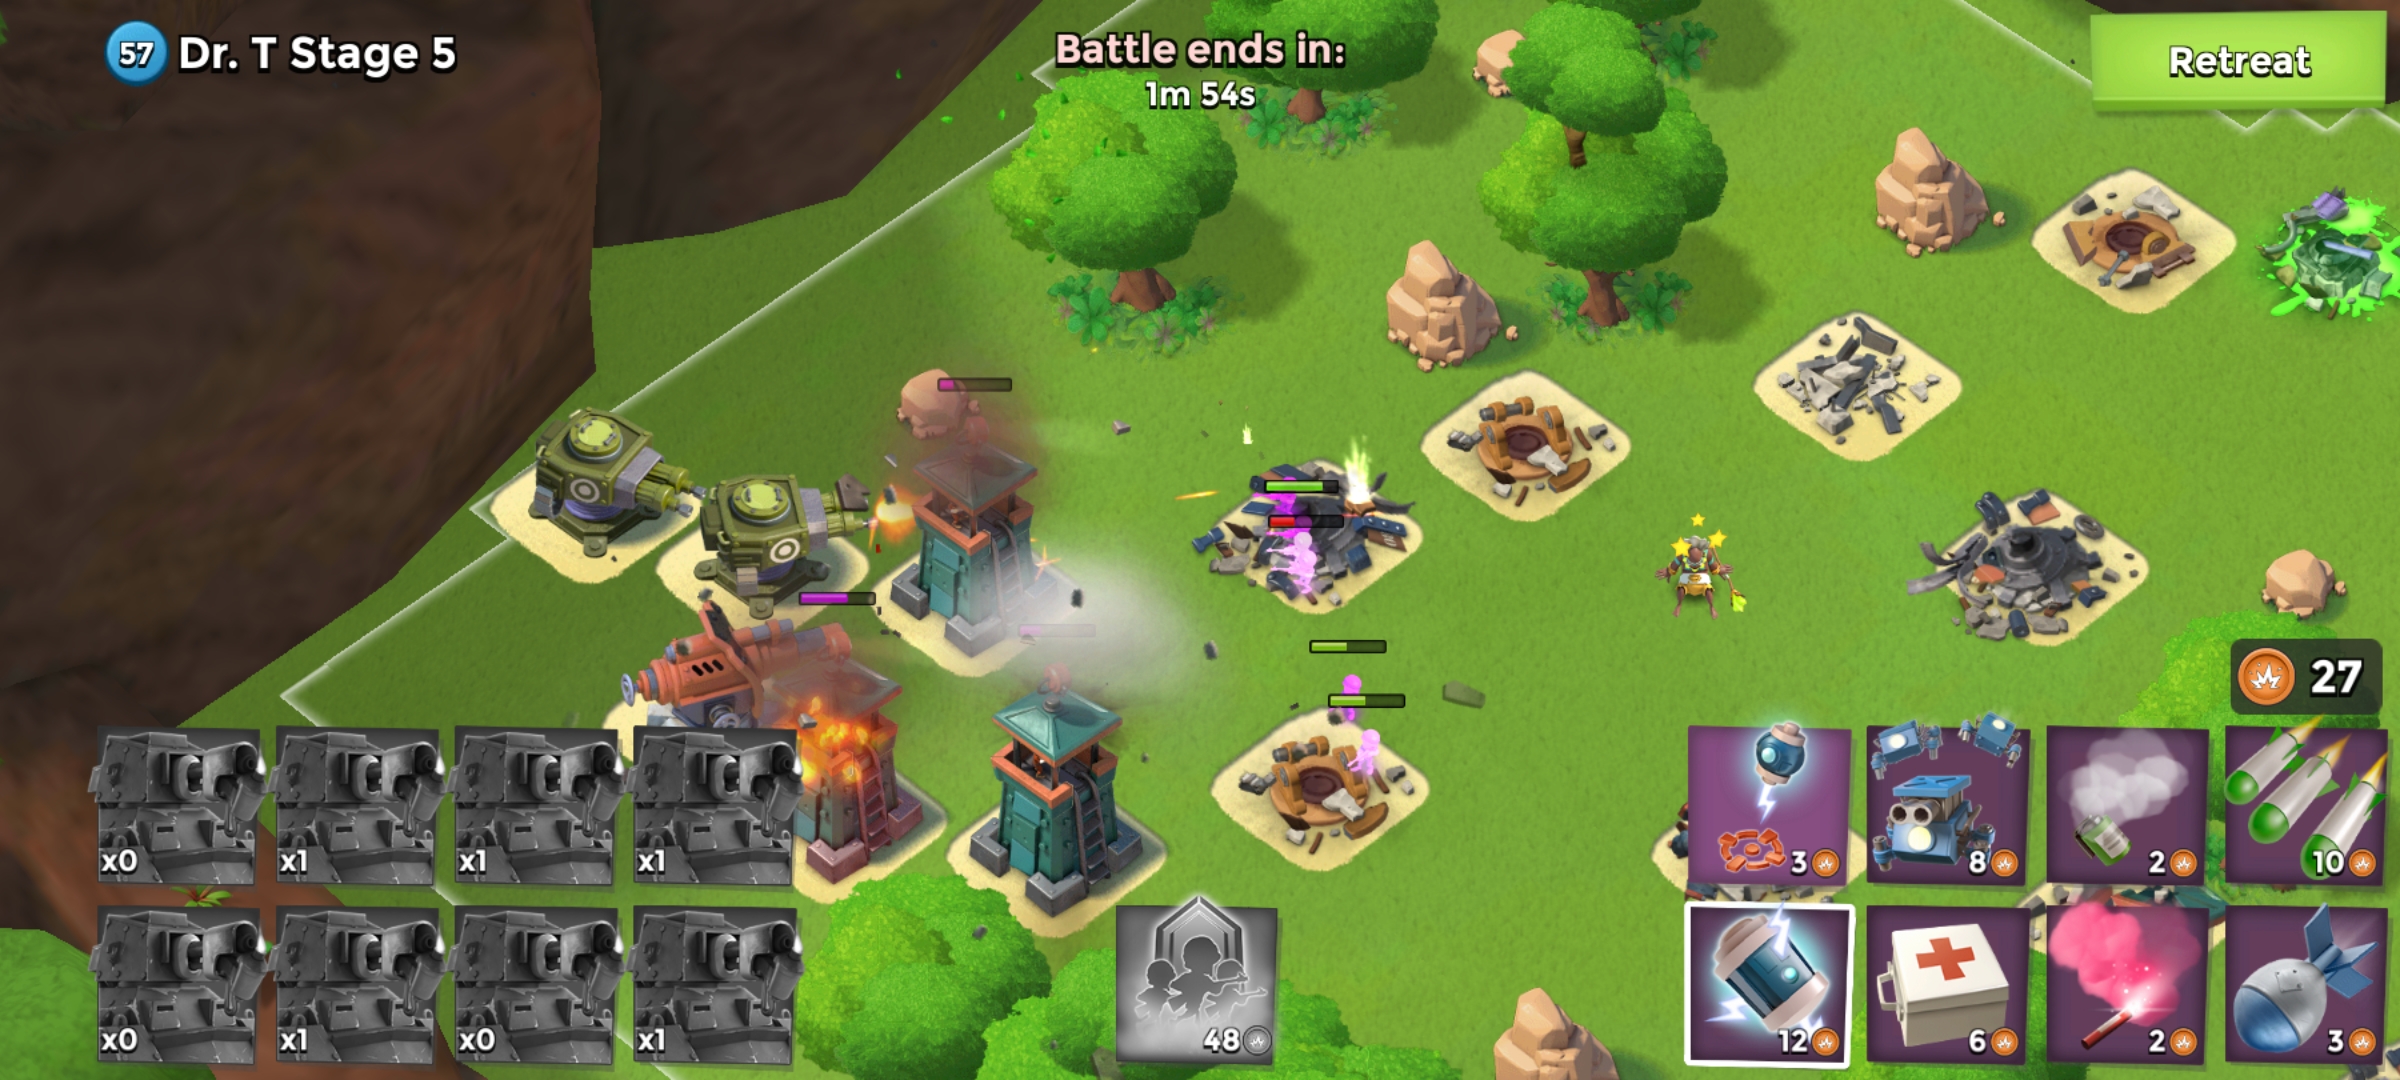 57 Dr. T Stage 5
Battle ends in:
1m 54s
Retreat
27
x0
x1
x1
x1
3
8
2
10
x0
x1
x0
x1
48
12
6
2
3